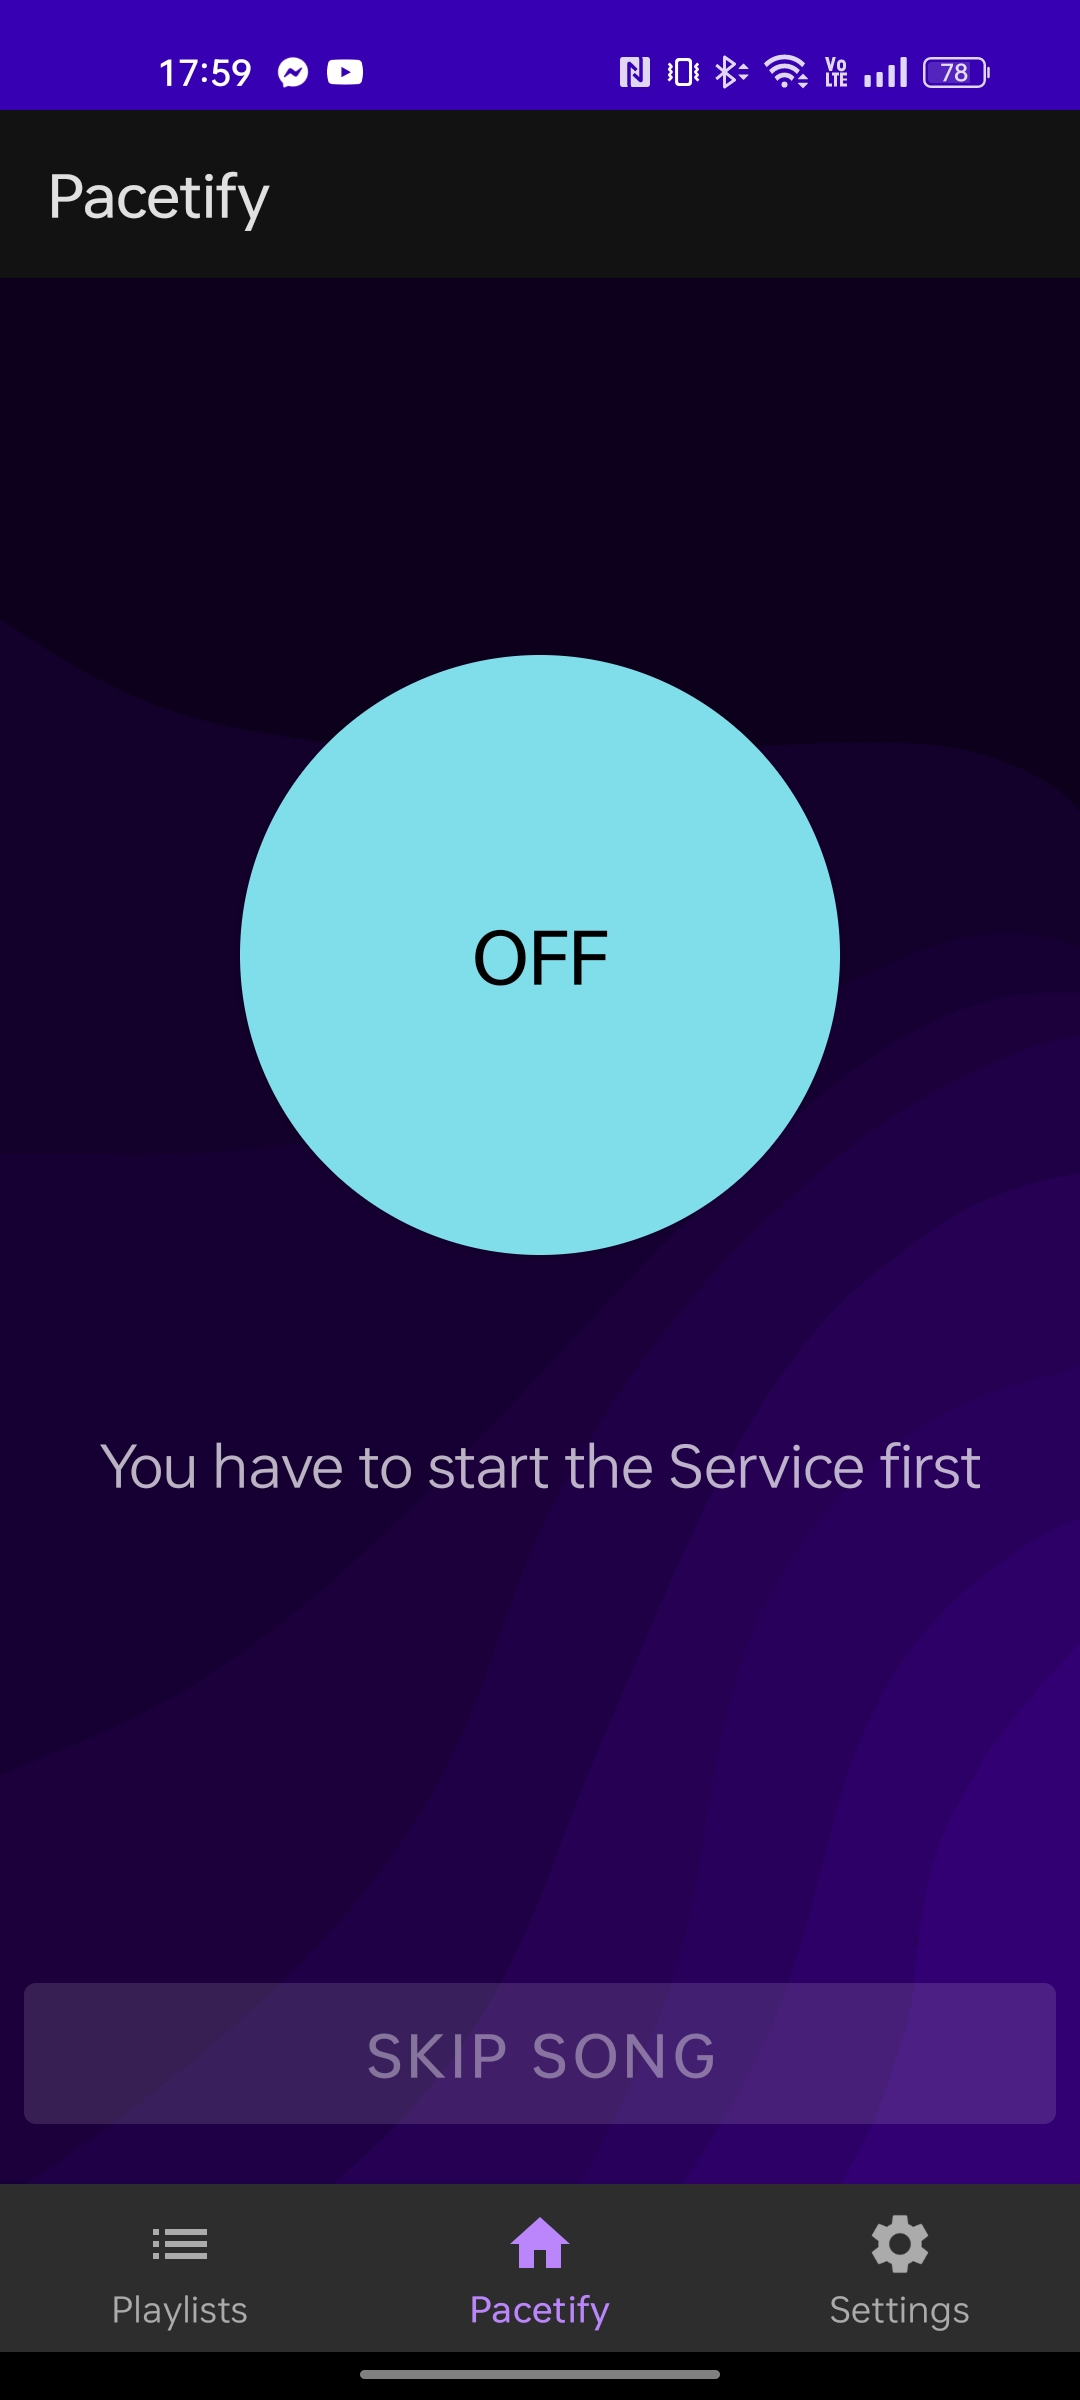 17:59 Vo LTE 78
Pacetify
OFF
You have to start the Service first
SKIP SONG
Playlists Pacetify Settings